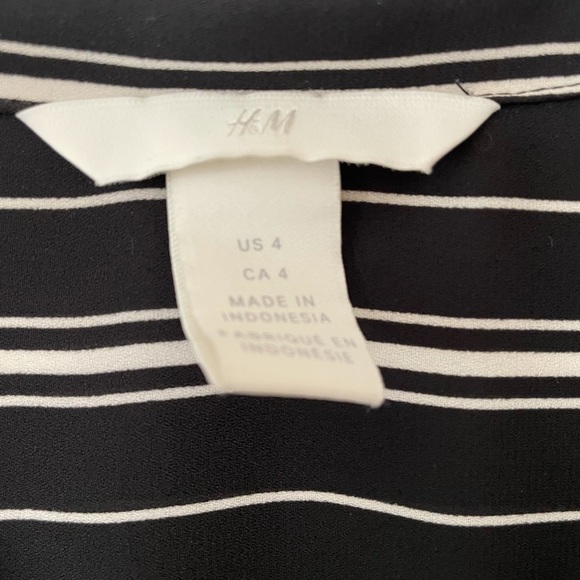 H&M
US 4
CA 4
MADE IN
INDONESIA
FABRIQUÉ EN
INDONÉSIE